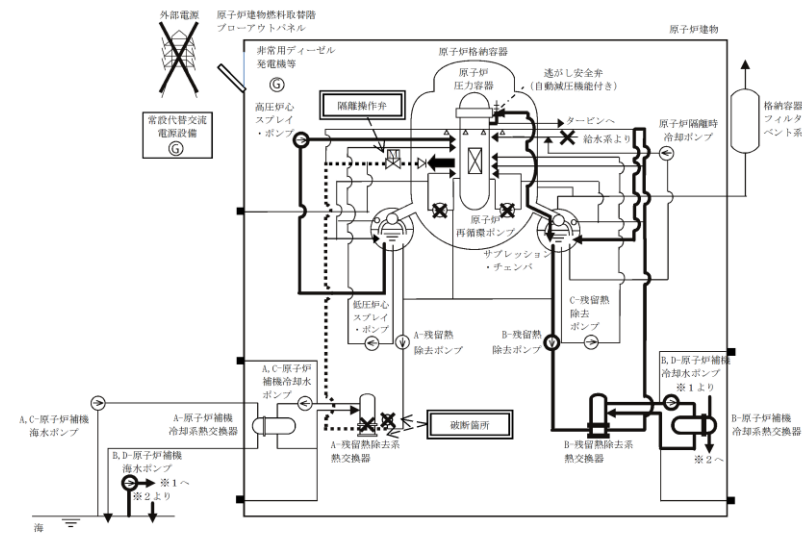 外部電源
原子炉建物燃料取替階
ブローアウトパネル
原子炉建物
非常用ディーゼル
発電機等
G
原子炉格納容器
原子炉
圧力容器
逃がし安全弁
(自動減圧機能付き)
常設代替交流
電源設備
G
高圧炉心
スプレイ
・ポンプ
隔離操作弁
タービンへ
給水系より
原子炉隔離時
冷却ポンプ
格納容器
フィルタ
ベント系
原子炉
再循環ポンプ
サプレッション
・チェンバ
低圧炉心
スプレイ
・ポンプ
A-残留熱
除去ポンプ
B-残留熱
除去ポンプ
C-残留熱
除去
ポンプ
A,C-原子炉
補機冷却水
ポンプ
B,D-原子炉補機
冷却水ポンプ
※1より
A,C-原子炉補機
海水ポンプ
A-原子炉補機
冷却系熱交換器
破断箇所
A-残留熱除去系
熱交換器
B-残留熱除去系
熱交換器
B-原子炉補機
冷却系熱交換器
※2へ
B,D-原子炉補機
海水ポンプ
※1へ
※2より
海